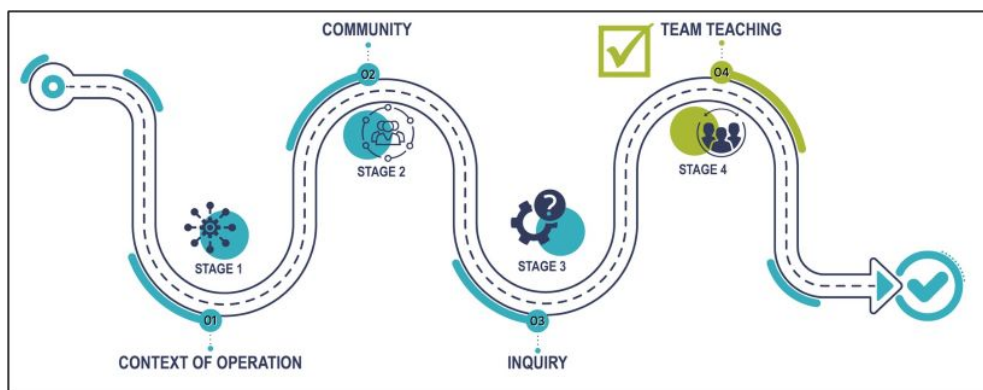 COMMUNITY
TEAM TEACHING
02
04
STAGE 2
STAGE 4
?
STAGE 1
STAGE 3
01
03
CONTEXT OF OPERATION
INQUIRY